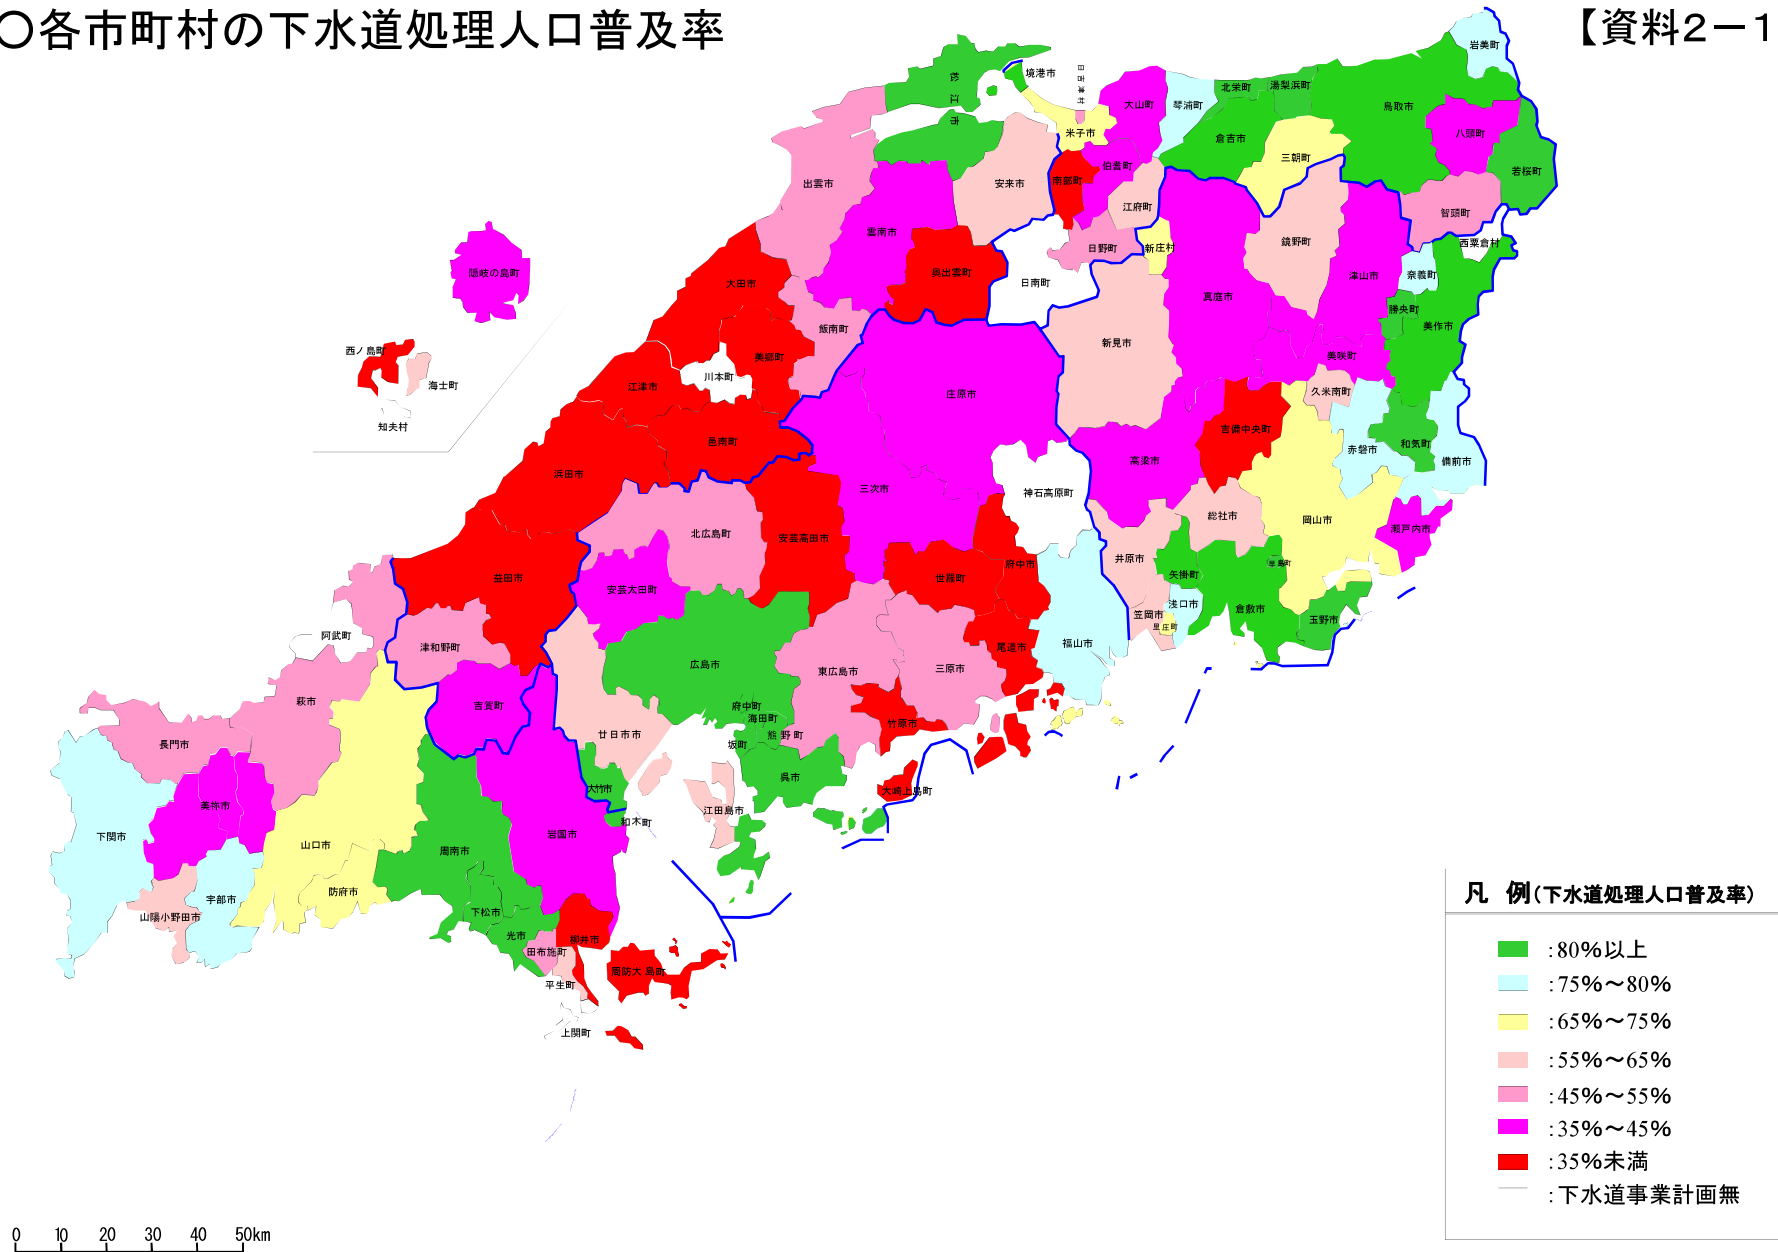 〇各市町村の下水道処理人口普及率
【資料2－1
岩美町
境港市
日吉津村
松江市
大山町
琴浦町
北栄町
湯梨浜町
鳥取市
八頭町
米子市
倉吉市
三朝町
若桜町
伯耆町
南部町
安来市
出雲市
江府町
智頭町
雲南市
日野町
新庄村
鏡野町
西粟倉村
隠岐の島町
奥出雲町
日南町
大田市
真庭市
津山市
奈義町
勝央町
美作市
飯南町
新見市
美咲町
西ノ島町
美郷町
川本町
江津市
海士町
庄原市
久米南町
知夫村
吉備中央町
邑南町
赤磐市
和気町
備前市
浜田市
高梁市
三次市
神石高原町
総社市
岡山市
瀬戸内市
北広島町
安芸高田市
井原市
矢掛町
早島町
益田市
安芸太田町
世羅町
府中市
浅口市
倉敷市
笠岡市
里庄町
玉野市
阿武町
津和野町
広島市
東広島市
三原市
尾道市
福山市
萩市
吉賀町
府中町
海田町
熊野町
坂町
竹原市
廿日市市
長門市
呉市
大竹市
大崎上島町
美祢市
江田島市
和木町
下関市
岩国市
山口市
周南市
防府市
宇部市
山陽小野田市
下松市
光市
柳井市
田布施町
周防大島町
平生町
上関町
凡 例(下水道処理人口普及率)
:80%以上
:75%～80%
:65%～75%
:55%～65%
:45%～55%
:35%～45%
:35%未満
:下水道事業計画無
0 10 20 30 40 50km